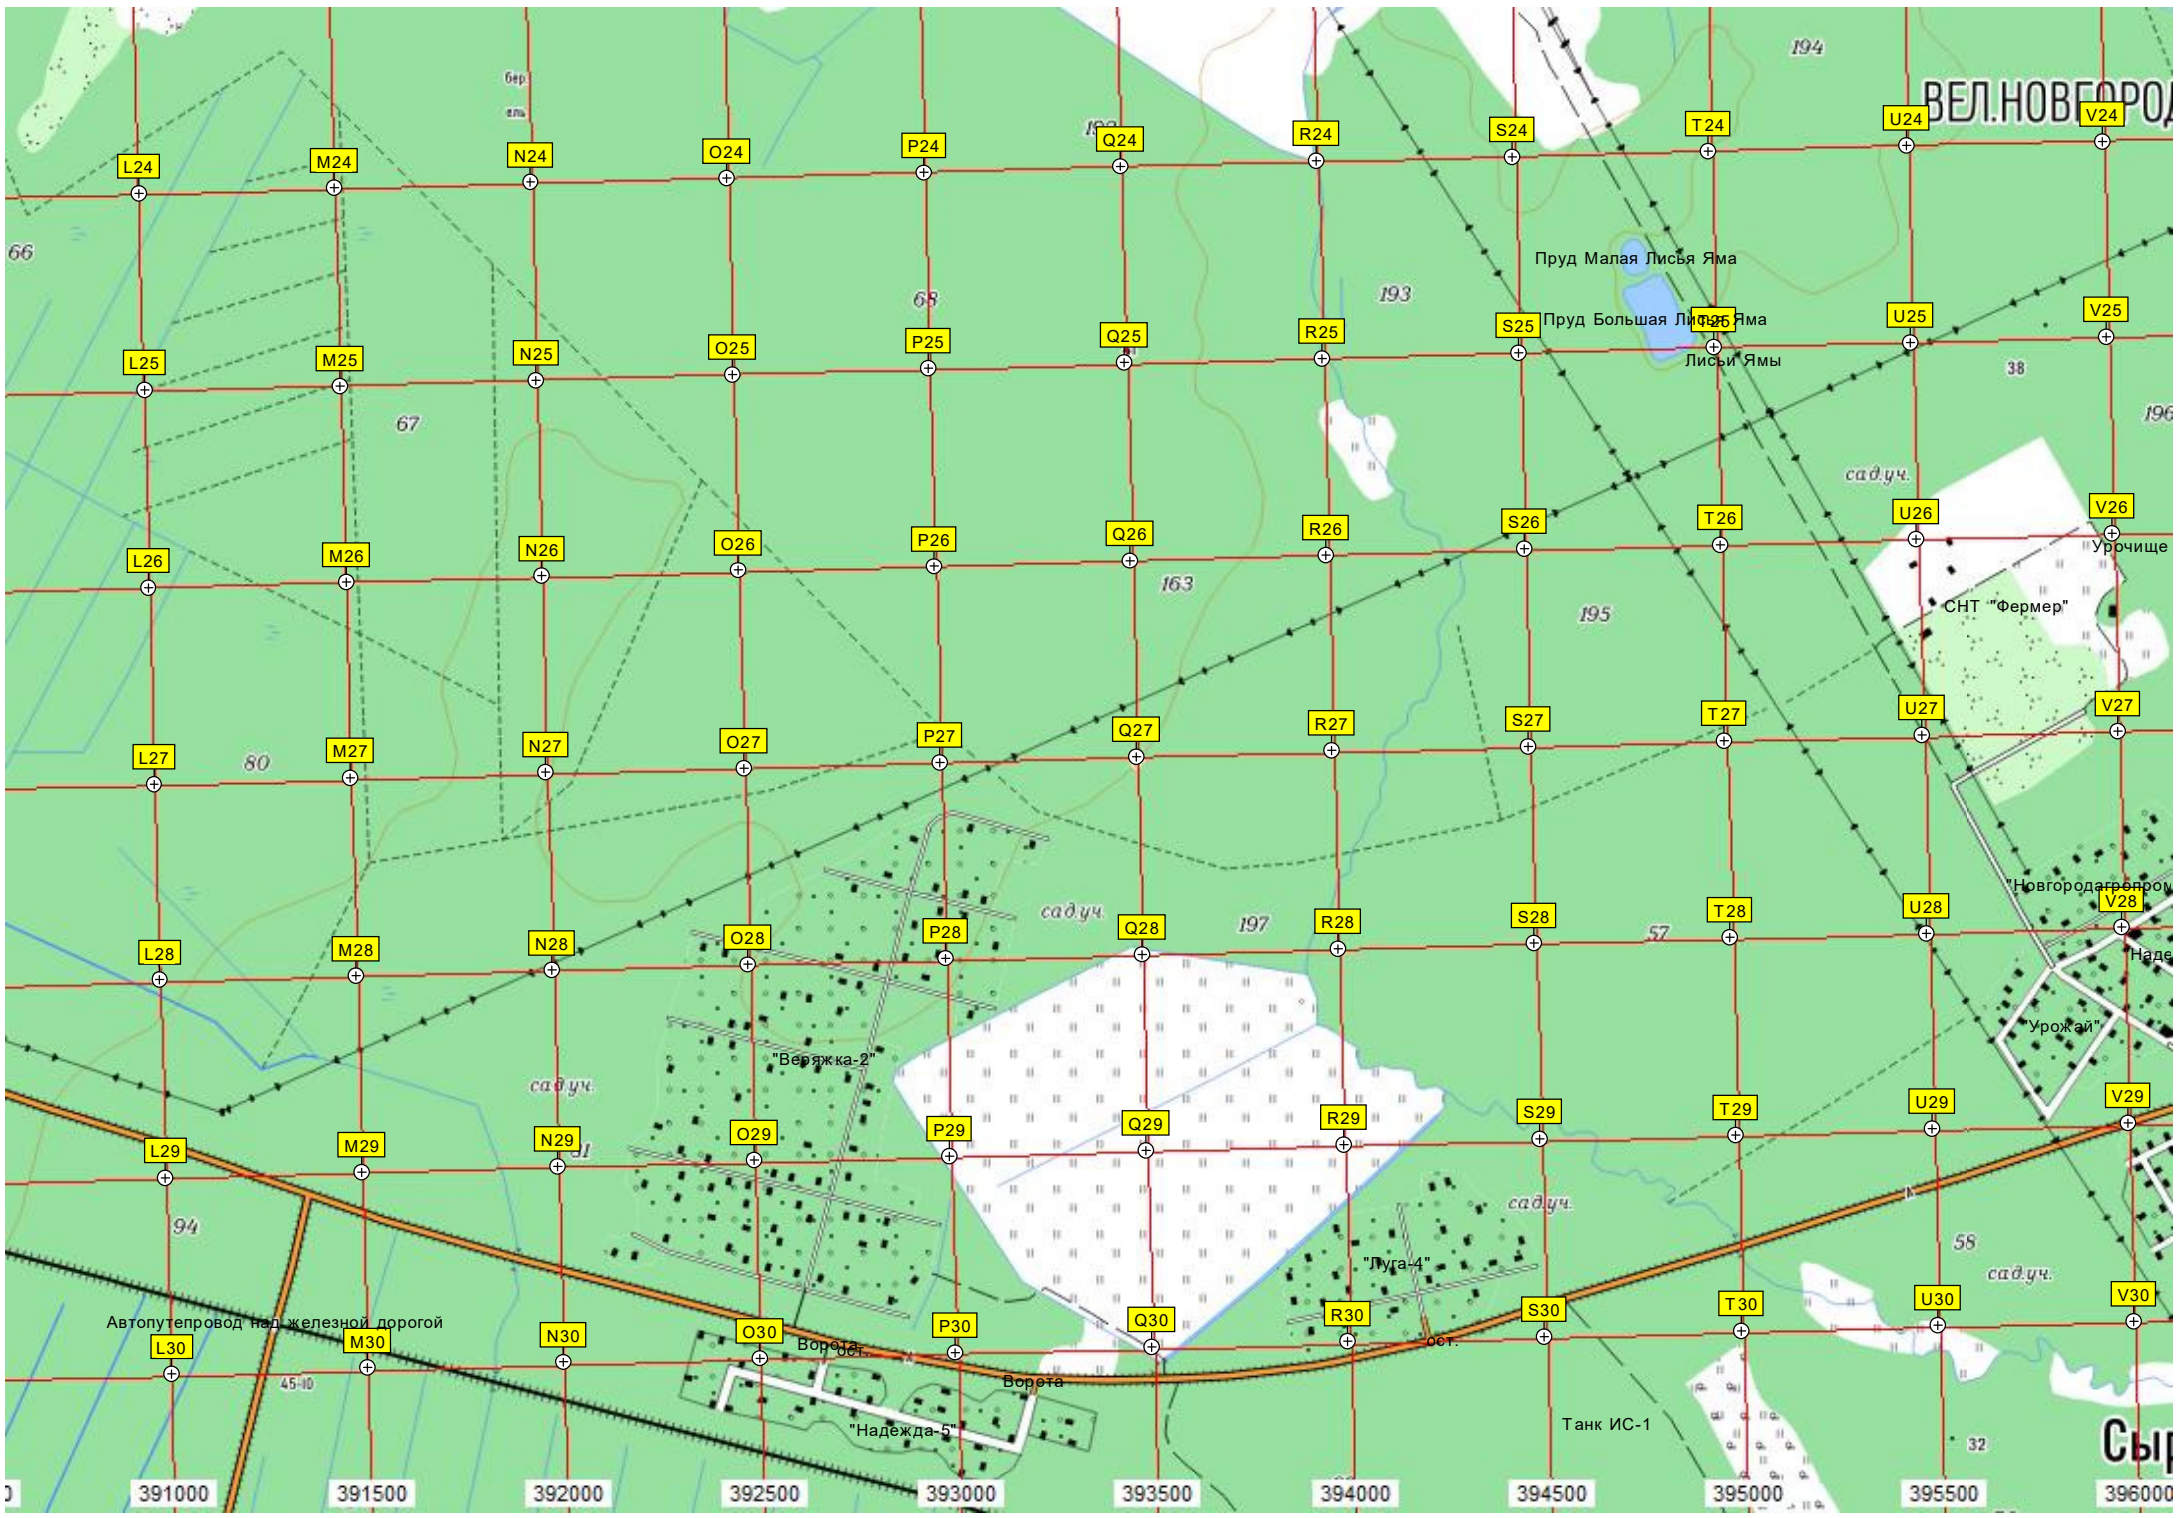 194
ВЕЛ.НОВГОРОД
бер.
ель
L24 M24 N24 O24 P24 Q24 R24 S24 T24 U24 V24
66
Пруд Малая Лисья Яма
68
193
Пруд Большая Лисья Яма
L25 M25 N25 O25 P25 Q25 R25 S25 T25 U25 V25
Лисьи Ямы
38
67
196
сад.уч.
L26 M26 N26 O26 P26 Q26 R26 S26 T26 U26 V26
Урочище
163
195
СНТ "Фермер"
L27 M27 N27 O27 P27 Q27 R27 S27 T27 U27 V27
80
"Новгородагропром
сад.уч.
197
57
L28 M28 N28 O28 P28 Q28 R28 S28 T28 U28 V28
Наде
"Урожай"
"Веряжка-2"
сад.уч.
L29 M29 N29 O29 P29 Q29 R29 S29 T29 U29 V29
94
сад.уч.
58
"Луга-4"
сад.уч.
Автопутепровод над железной дорогой
L30 M30 N30 O30 P30 Q30 R30 S30 T30 U30 V30
Ворота
ост.
ост.
45-10
Ворота
"Надежда-5"
Танк ИС-1
32
Сыр
0 391000 391500 392000 392500 393000 393500 394000 394500 395000 395500 396000